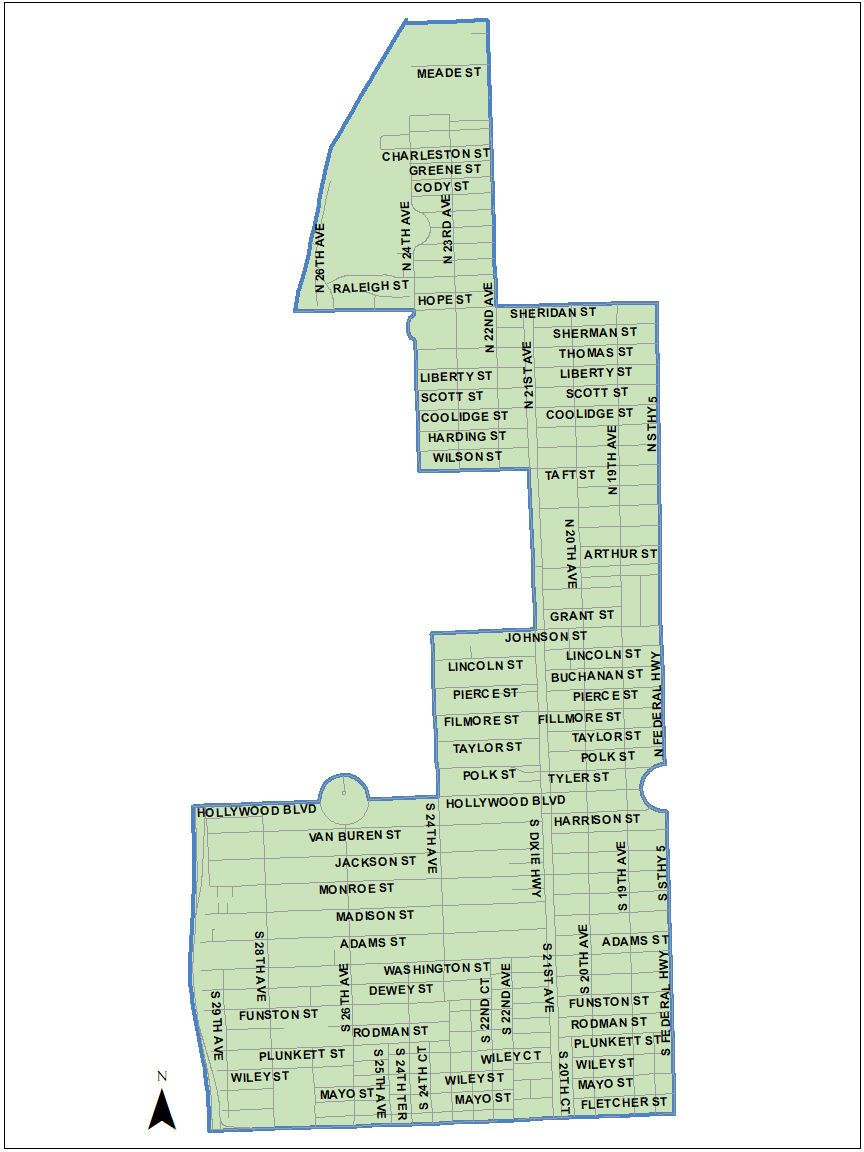 MEADE ST
CHARLESTON ST
GREENE ST
CODY ST
N 26TH AVE
N 24TH AVE
N 23RD AVE
RALEIGH ST
HOPE ST
N 22ND AVE
SHERIDAN ST
SHERMAN ST
THOMAS ST
N 21ST AVE
LIBERTY ST
LIBERTY ST
SCOTT ST
SCOTT ST
COOLIDGE ST
COOLIDGE ST
N STHY 5
HARDING ST
WILSON ST
N 19TH AVE
TAFT ST
N 20TH AVE
ARTHUR ST
GRANT ST
JOHNSON ST
LINCOLN ST
LINCOLN ST
BUCHANAN ST
PIERCE ST
PIERCE ST
N FEDERAL HWY
FILMORE ST
FILLMORE ST
TAYLOR ST
TAYLOR ST
POLK ST
POLK ST
TYLER ST
HOLLYWOOD BLVD
HOLLYWOOD BLVD
HARRISON ST
S 24TH AVE
VAN BUREN ST
S DIXIE HWY
JACKSON ST
S 19TH AVE
S STHY 5
MONROE ST
MADISON ST
ADAMS ST
ADAMS ST
S 28TH AVE
S 20TH AVE
WASHINGTON ST
S 21ST AVE
DEWEY ST
S 26TH AVE
S 22ND CT
S 22ND AVE
S FEDERAL HWY
FUNSTON ST
FUNSTON ST
S 29TH AVE
RODMAN ST
RODMAN ST
PLUNKETT ST
PLUNKETT ST
WILEY CT
WILEY ST
WILEY ST
WILEY ST
S 25TH AVE
S 24TH TER
S 24TH CT
S 20TH CT
MAYO ST
MAYO ST
MAYO ST
FLETCHER ST
N